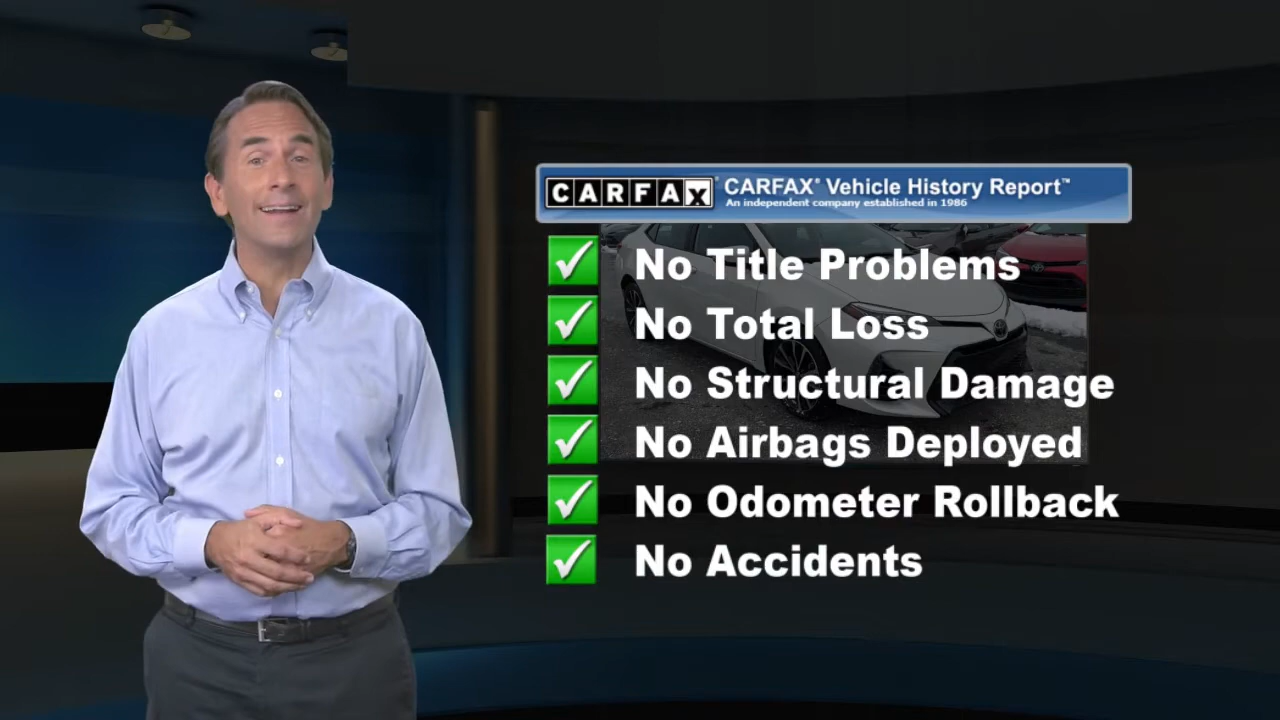 CARFAX® CARFAX® Vehicle History Report™
An independent company established in 1986
No Title Problems
No Total Loss
No Structural Damage
No Airbags Deployed
No Odometer Rollback
No Accidents